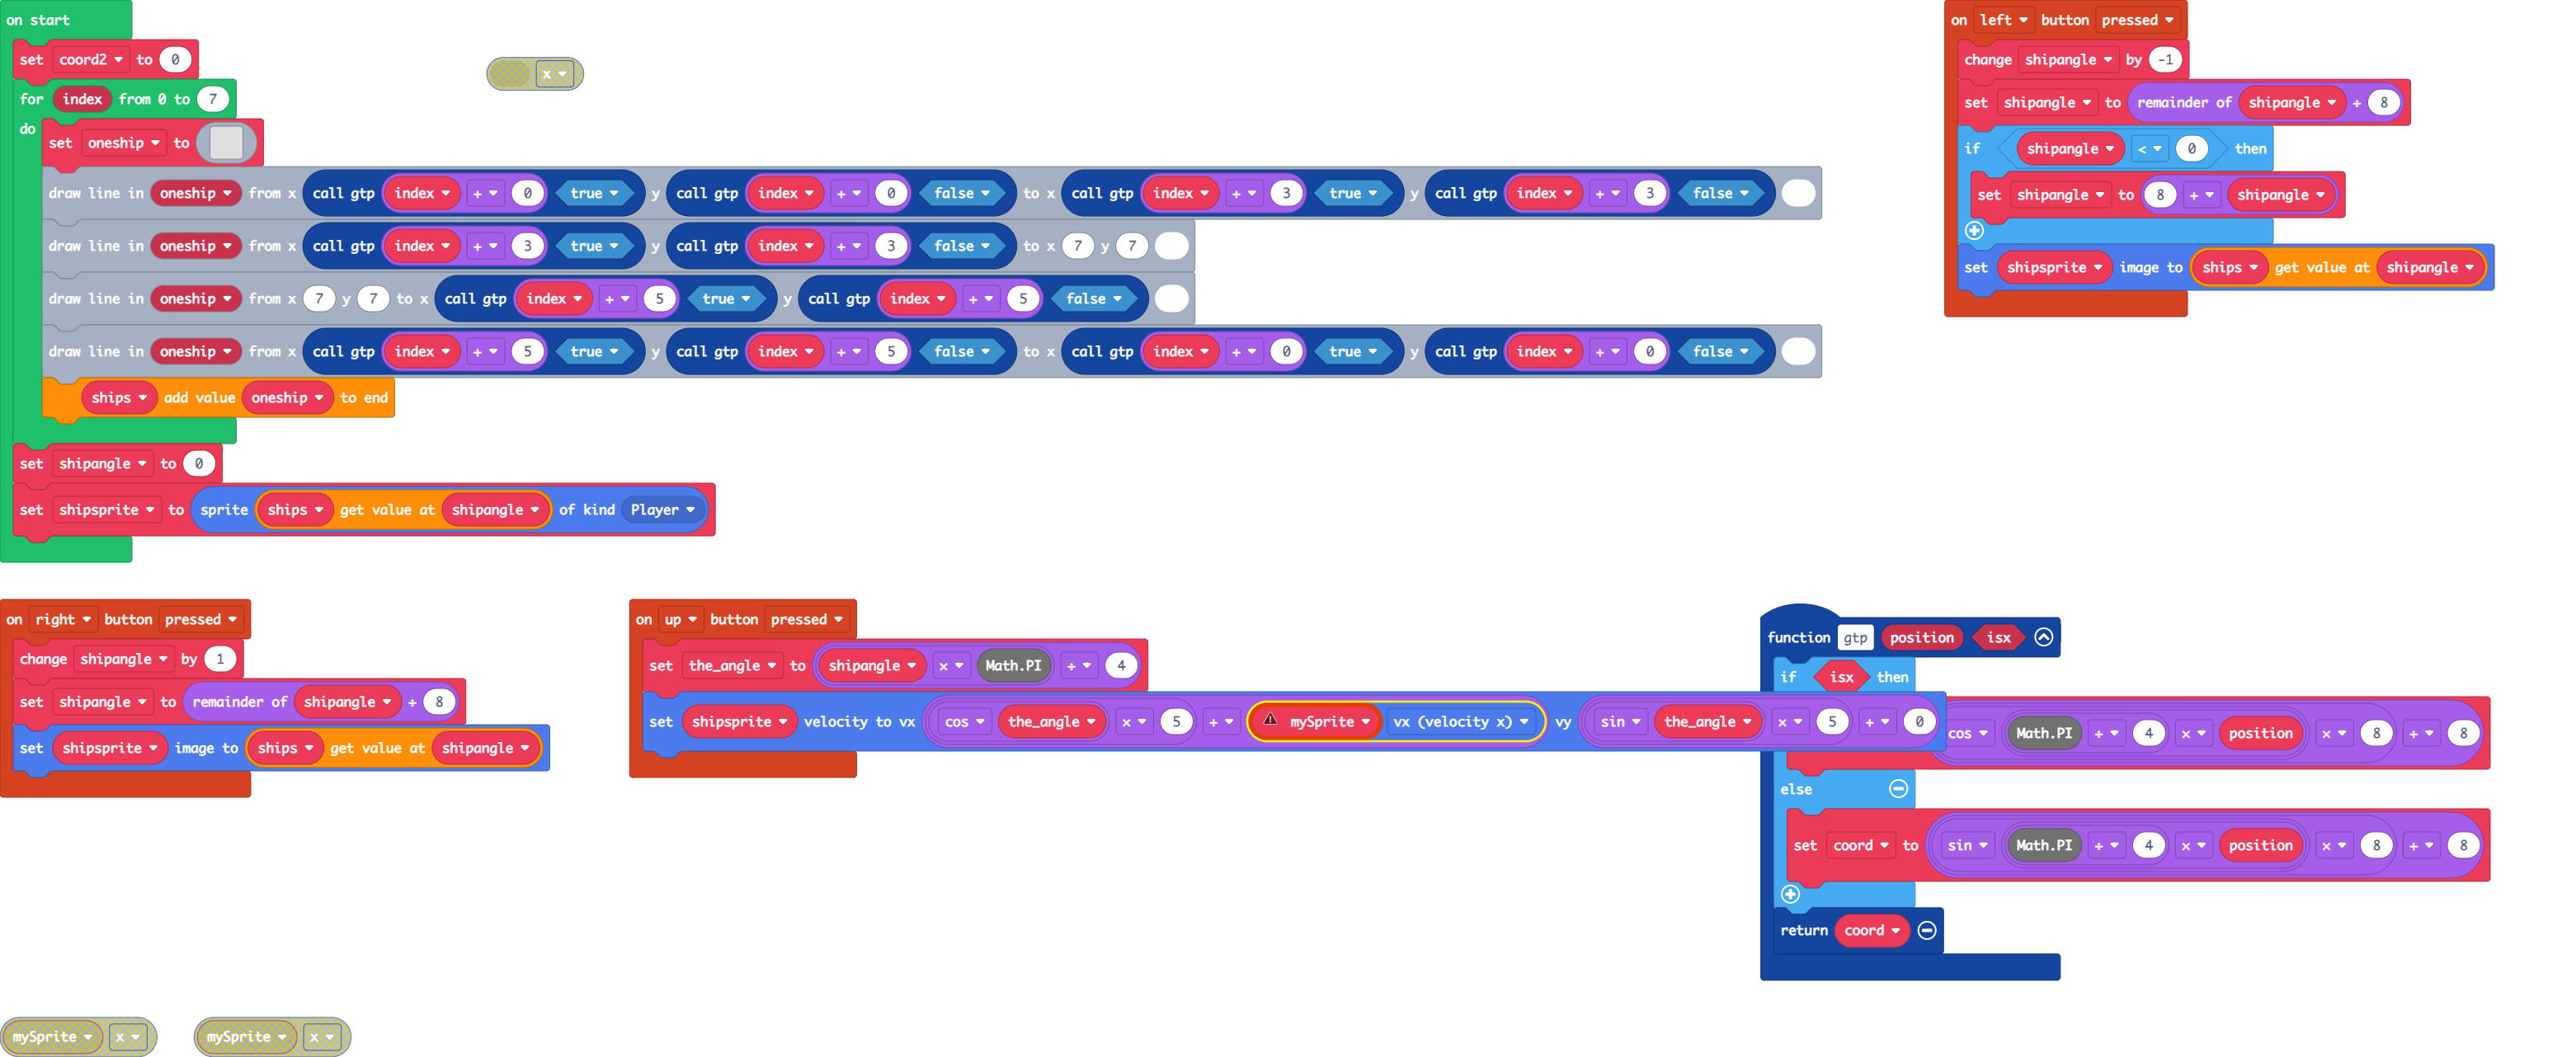 on start
set coord2 to 0
for index from 0 to 7
do
set oneship to
draw line in oneship from x call gtp index + 0 true y call gtp index + 0 false to x call gtp index + 3 true y call gtp index + 3 false
draw line in oneship from x call gtp index + 3 true y call gtp index + 3 false to x 7 y 7
draw line in oneship from x 7 y 7 to x call gtp index + 5 true y call gtp index + 5 false
draw line in oneship from x call gtp index + 5 true y call gtp index + 5 false to x call gtp index + 0 true y call gtp index + 0 false
ships add value oneship to end
set shipangle to 0
set shipsprite to sprite ships get value at shipangle of kind Player
x
on left button pressed
change shipangle by -1
set shipangle to remainder of shipangle ÷ 8
if shipangle < 0 then
set shipangle to 8 + shipangle
set shipsprite image to ships get value at shipangle
on right button pressed
change shipangle by 1
set shipangle to remainder of shipangle ÷ 8
set shipsprite image to ships get value at shipangle
on up button pressed
set the_angle to shipangle × Math.PI ÷ 4
set shipsprite velocity to vx cos the_angle × 5 + mySprite vx (velocity x) vy sin the_angle × 5 + 0
function gtp position isx
if isx then
cos Math.PI ÷ 4 × position × 8 + 8
else
set coord to sin Math.PI ÷ 4 × position × 8 + 8
return coord
mySprite x
mySprite x